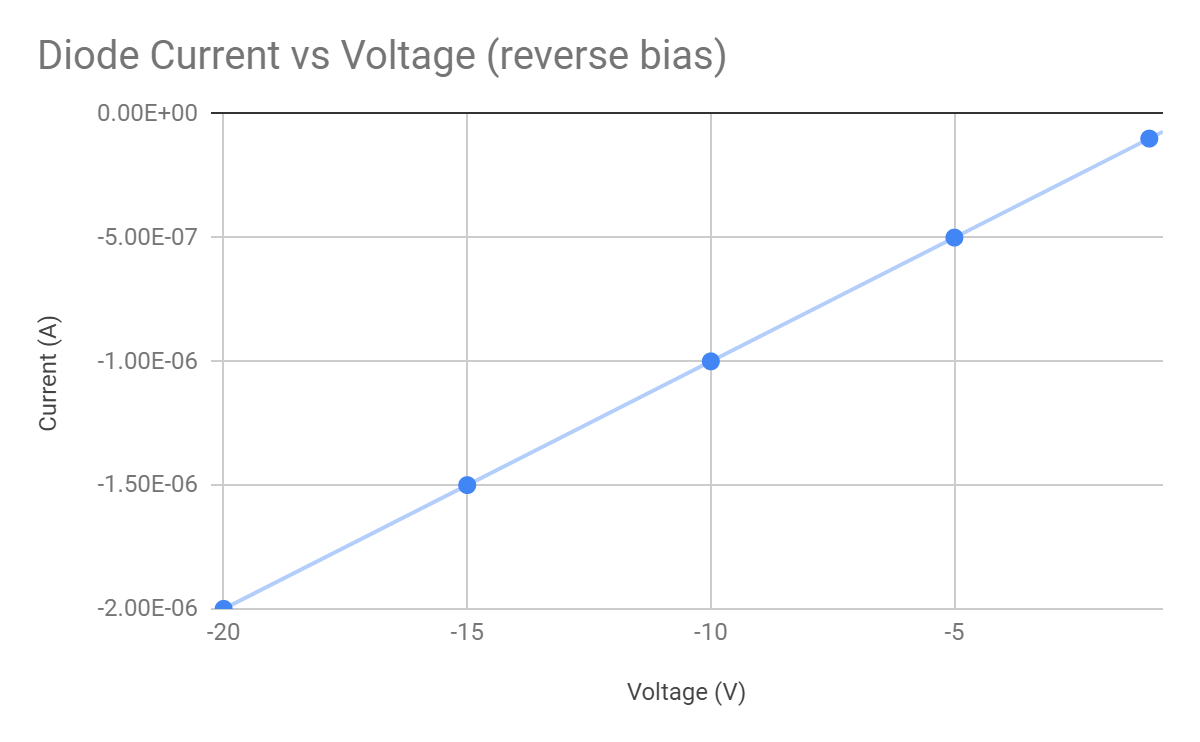 Diode Current vs Voltage (reverse bias)
0.00E+00
-5.00E-07
-1.00E-06
-1.50E-06
-2.00E-06
Current (A)
-20
-15
-10
-5
Voltage (V)